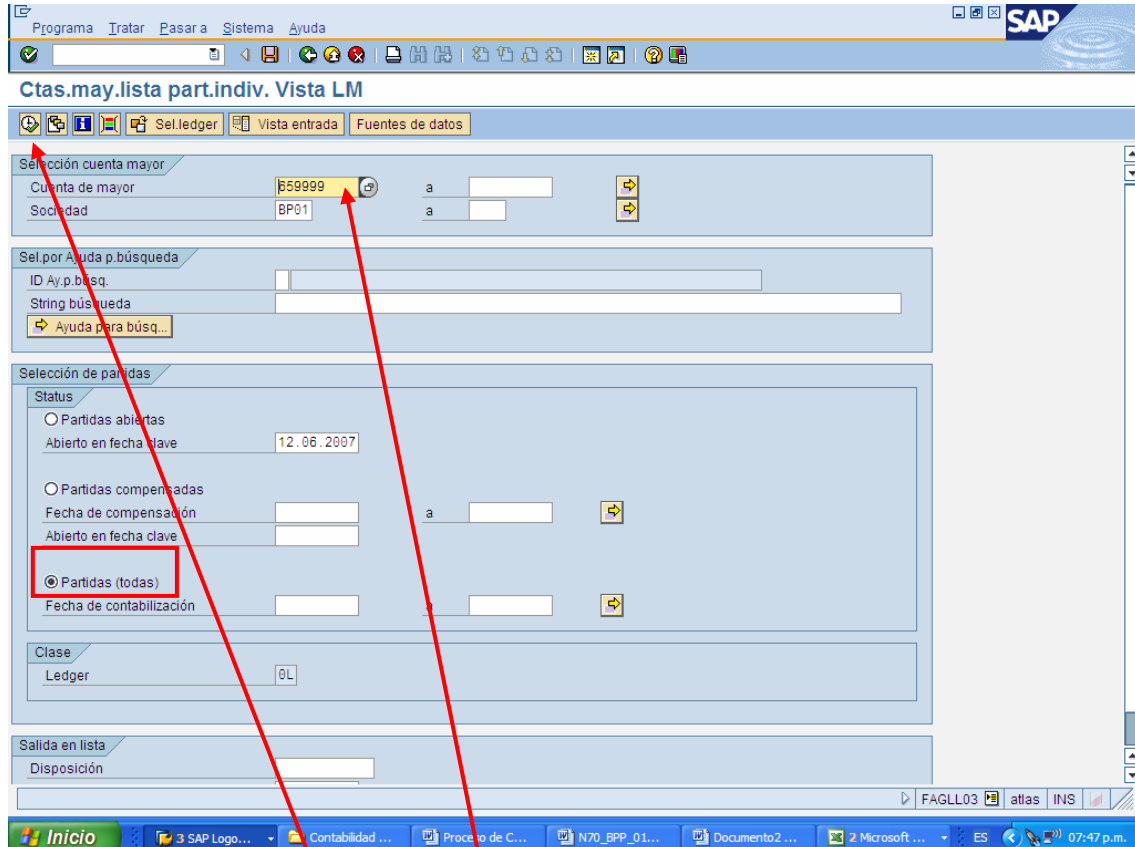 Programa Tratar Pasar a Sistema Ayuda
SAP
Ctas.may.lista part.indiv. Vista LM
Sel.ledger Vista entrada Fuentes de datos
Selección cuenta mayor
Cuenta de mayor 659999 a
Sociedad BP01 a
Sel.por Ayuda p.búsqueda
ID Ay.p.búsq.
String búsqueda
Ayuda para búsq...
Selección de partidas
Status
Partidas abiertas
Abierto en fecha clave 12.06.2007
Partidas compensadas
Fecha de compensación a
Abierto en fecha clave
Partidas (todas)
Fecha de contabilización a
Clase
Ledger 0L
Salida en lista
Disposición
FAGLL03 atlas INS
Inicio 3 SAP Logo... Contabilidad ... Proceso de C... N70_BPP_01... Documento2 ... 2 Microsoft ... ES 07:47 p.m.